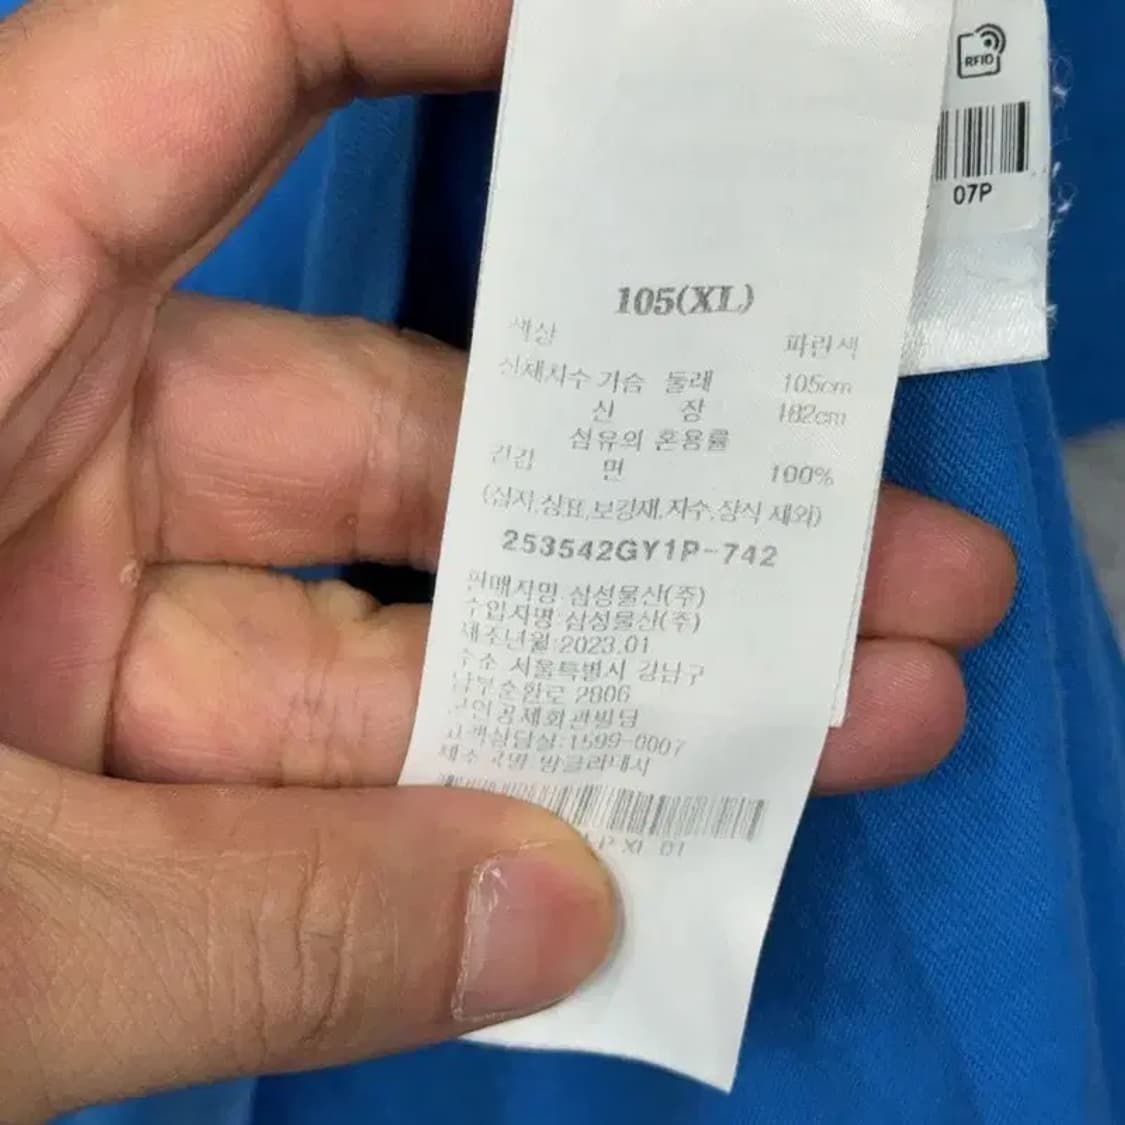 RFID
07P
105(XL)
색상 파란색
신체치수 가슴 둘레 105cm
신 장 182cm
섬유의 혼용률
겉감 면 100%
(심지,상표,보강재,자수,장식 제외)
253542GY1P-742
판매자명:삼성물산(주)
수입자명:삼성물산(주)
제조년월:2023.01
주소 서울특별시 강남구
남부순환로 2806
군인공제회관빌딩
고객상담실:1599-0007
제조국명 방글라데시
XL 01